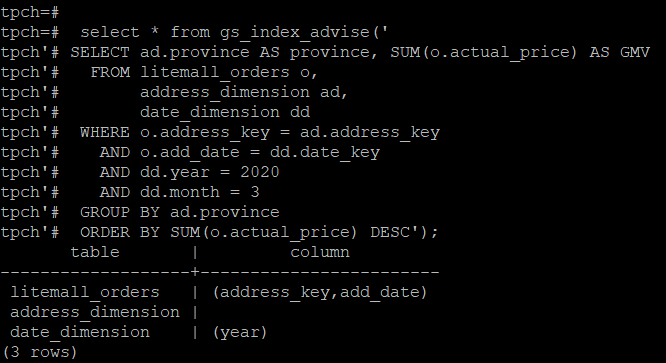 tpch=#
tpch=#  select * from gs_index_advise('
tpch'# SELECT ad.province AS province, SUM(o.actual_price) AS GMV
tpch'#   FROM litemall_orders o,
tpch'#        address_dimension ad,
tpch'#        date_dimension dd
tpch'#  WHERE o.address_key = ad.address_key
tpch'#    AND o.add_date = dd.date_key
tpch'#    AND dd.year = 2020
tpch'#    AND dd.month = 3
tpch'#  GROUP BY ad.province
tpch'#  ORDER BY SUM(o.actual_price) DESC');
       table       |         column
-------------------+------------------------
 litemall_orders   | (address_key,add_date)
 address_dimension |
 date_dimension    | (year)
(3 rows)